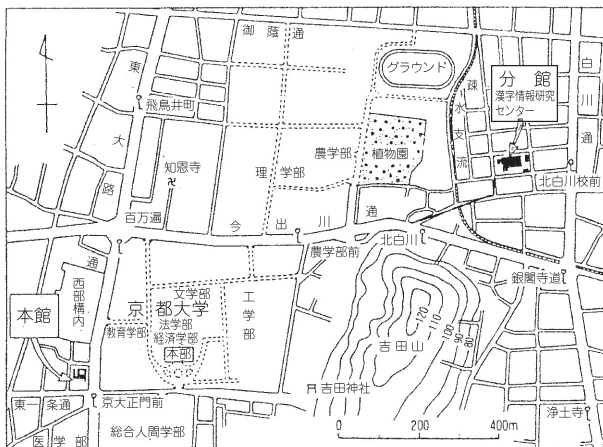 御蔭通
グラウンド
東大路
飛鳥井町
疏水支流
分館
漢字情報研究
センター
白川通
知恩寺
理学部
農学部
植物園
北白川校前
百万遍
今出川通
農学部前
北白川
銀閣寺道
通
西部構内
本館
京都大学
文学部
法学部
経済学部
教育学部
本部
工学部
120
110
100
90
80
吉田山
吉田神社
東一条通
京大正門前
総合人間学部
医学部
浄土寺
0 200 400m